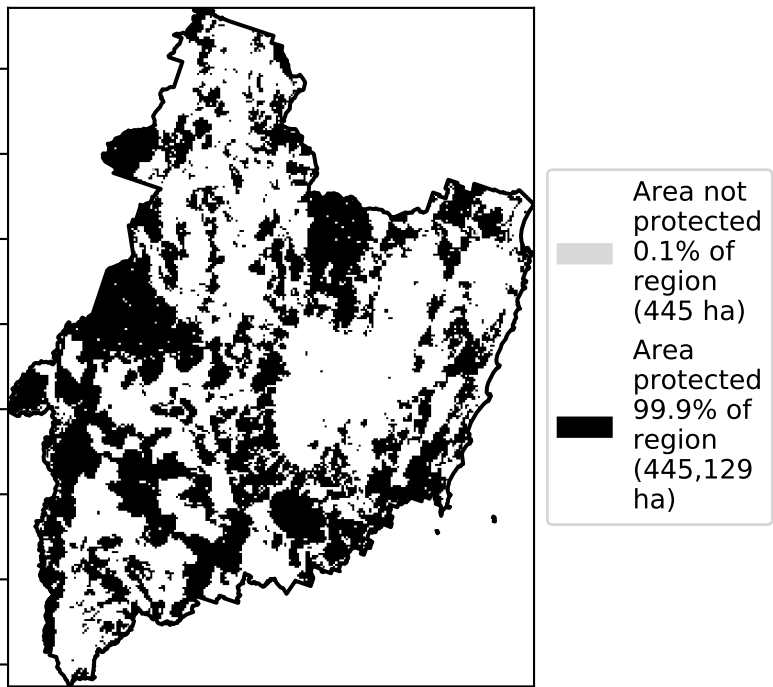 Area not
protected
0.1% of
region
(445 ha)
Area
protected
99.9% of
region
(445,129
ha)